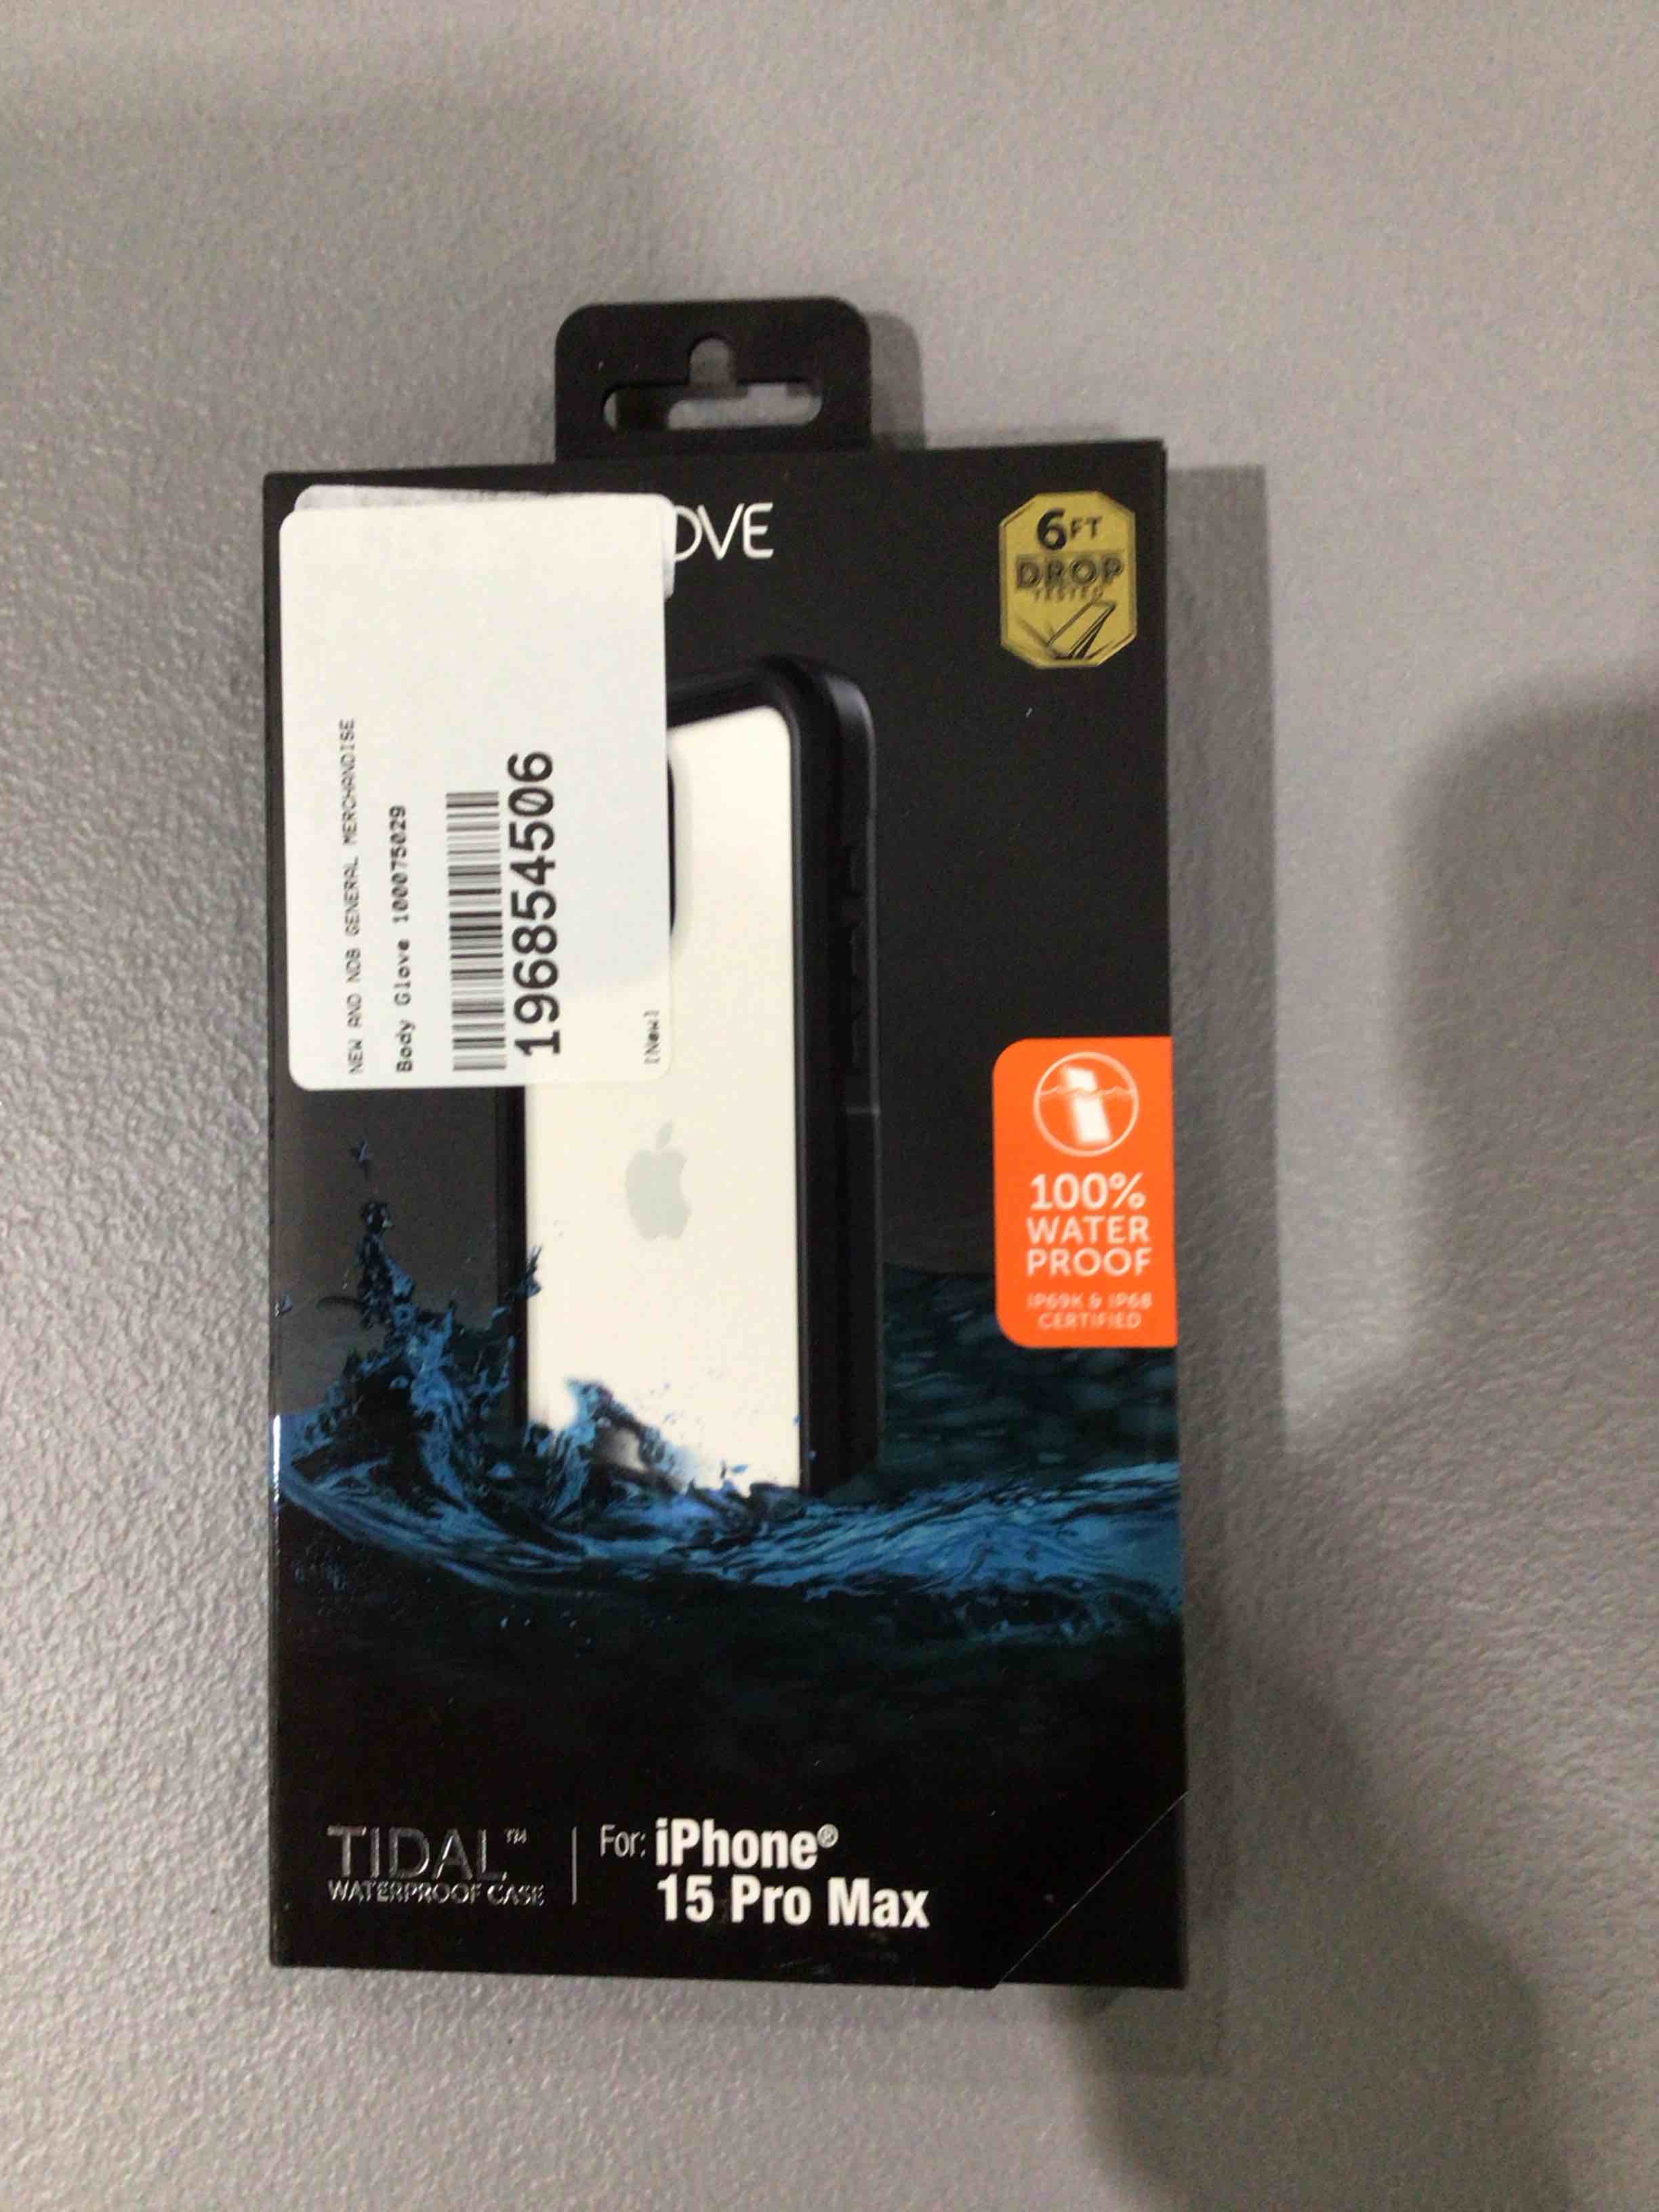 OVE
6FT
DROP
TESTED
NEW AND NOB GENERAL MERCHANDISE
Body Glove 100075029
196854506
[New]
100%
WATER
PROOF
IP69K & IP68
CERTIFIED
TIDAL™
WATERPROOF CASE
For: iPhone®
15 Pro Max